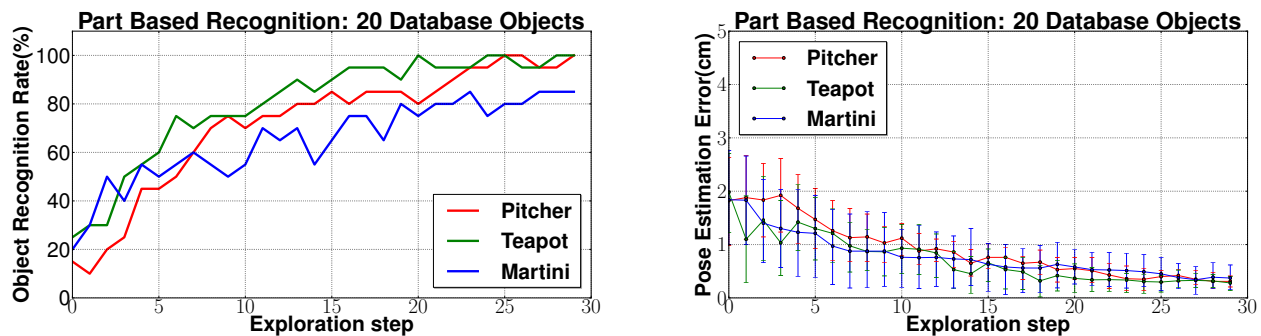 Part Based Recognition: 20 Database Objects
Object Recognition Rate(%)
100
80
60
40
20
0
Pitcher
Teapot
Martini
0 5 10 15 20 25 30
Exploration step
Part Based Recognition: 20 Database Objects
Pose Estimation Error(cm)
5
4
3
2
1
0
Pitcher
Teapot
Martini
0 5 10 15 20 25 30
Exploration step